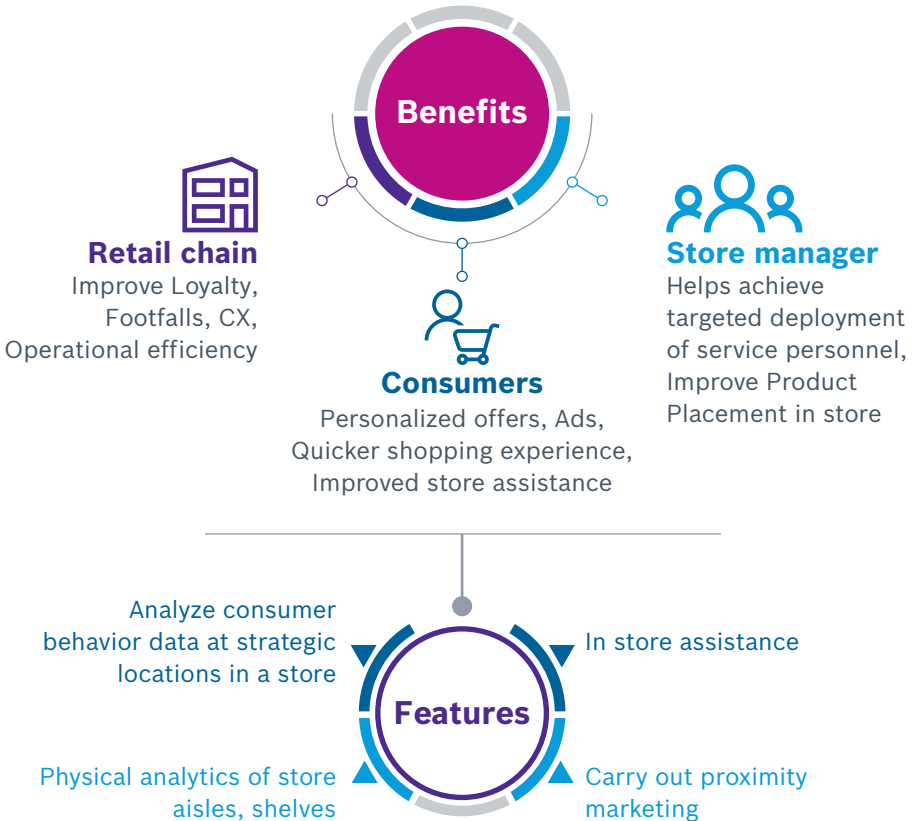 Benefits
Retail chain
Improve Loyalty,
Footfalls, CX,
Operational efficiency
Consumers
Personalized offers, Ads,
Quicker shopping experience,
Improved store assistance
Store manager
Helps achieve
targeted deployment
of service personnel,
Improve Product
Placement in store
Features
Analyze consumer
behavior data at strategic
locations in a store
In store assistance
Physical analytics of store
aisles, shelves
Carry out proximity
marketing